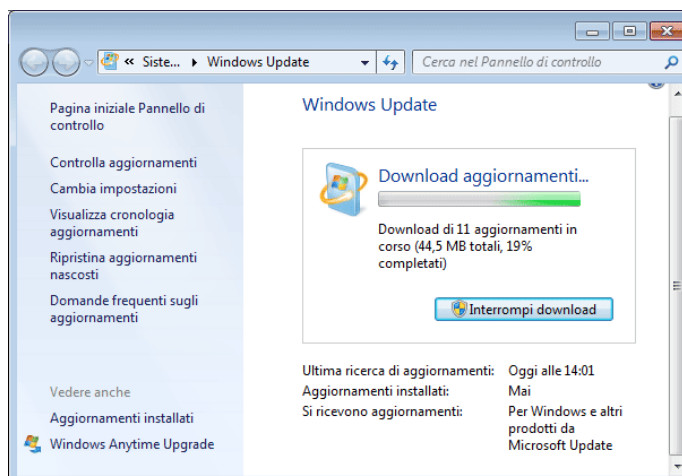 « Siste... Windows Update
Cerca nel Pannello di controllo
Pagina iniziale Pannello di
controllo
Controlla aggiornamenti
Cambia impostazioni
Visualizza cronologia
aggiornamenti
Ripristina aggiornamenti
nascosti
Domande frequenti sugli
aggiornamenti
Vedere anche
Aggiornamenti installati
Windows Anytime Upgrade
Windows Update
Download aggiornamenti...
Download di 11 aggiornamenti in
corso (44,5 MB totali, 19%
completati)
Interrompi download
Ultima ricerca di aggiornamenti: Oggi alle 14:01
Aggiornamenti installati: Mai
Si ricevono aggiornamenti: Per Windows e altri
prodotti da
Microsoft Update